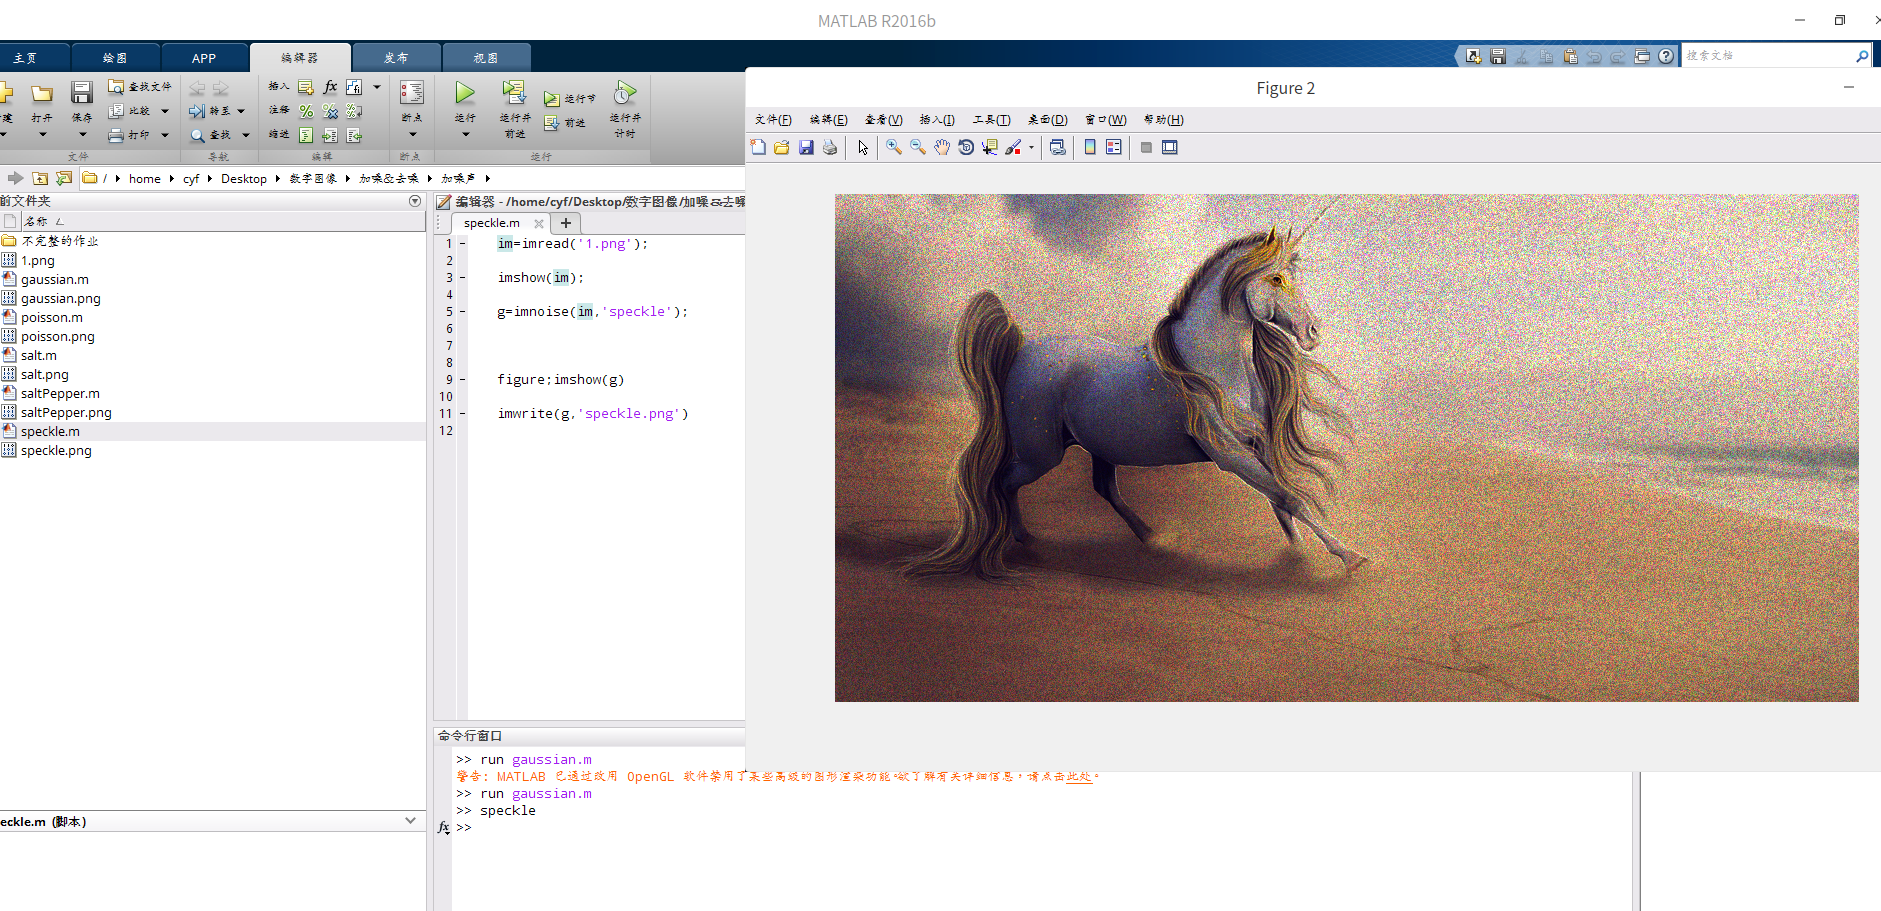 MATLAB R2016b
主页 绘图 APP 编辑器 发布 视图
搜索文档
建 打开 保存 查找文件 比较 打印
转至 查找
插入 fx 注释 缩进
断点
运行 运行并前进 运行节 前进 运行并计时
文件 导航 编辑 断点 运行
/ home cyf Desktop 数字图像 加噪&去噪 加噪声
前文件夹
名称
不完整的作业
1.png
gaussian.m
gaussian.png
poisson.m
poisson.png
salt.m
salt.png
saltPepper.m
saltPepper.png
speckle.m
speckle.png
eckle.m (脚本)
编辑器 - /home/cyf/Desktop/数字图像/加噪&去噪
speckle.m +
1 – im=imread('1.png');
2
3 – imshow(im);
4
5 – g=imnoise(im,'speckle');
6
7
8
9 – figure;imshow(g)
10
11 – imwrite(g,'speckle.png')
12
Figure 2
文件(F) 编辑(E) 查看(V) 插入(I) 工具(T) 桌面(D) 窗口(W) 帮助(H)
命令行窗口
>> run gaussian.m
警告: MATLAB 已通过改用 OpenGL 软件禁用了某些高级的图形渲染功能。欲了解有关详细信息，请点击此处。
>> run gaussian.m
>> speckle
fx >>